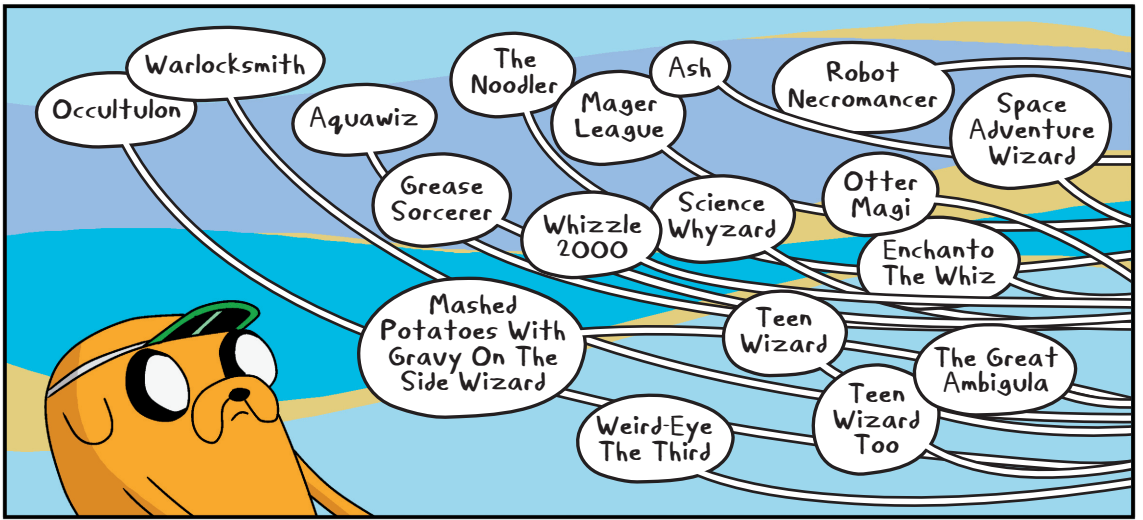 Warlocksmith
Occultulon
Aquawiz
Grease
Sorcerer
The
Noodler
Mager
League
Ash
Robot
Necromancer
Space
Adventure
Wizard
Whizzle
2000
Science
Whyzard
Otter
Magi
Enchanto
The Whiz
Mashed
Potatoes With
Gravy On The
Side Wizard
Teen
Wizard
The Great
Ambigula
Teen
Wizard
Too
Weird-Eye
The Third